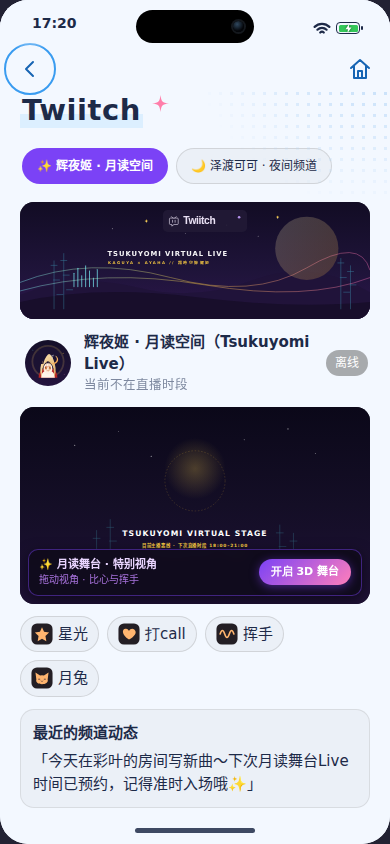 17:20
Twiitch
✨ 辉夜姬 · 月读空间
🌙 泽渡可可 · 夜间频道
Twiitch
TSUKUYOMI VIRTUAL LIVE
辉夜姬 · 月读空间（Tsukuyomi
Live）
当前不在直播时段
离线
TSUKUYOMI VIRTUAL STAGE
✨ 月读舞台 · 特别视角
拖动视角 · 比心与挥手
开启 3D 舞台
星光
打call
挥手
月兔
最近的频道动态
「今天在彩叶的房间写新曲～下次月读舞台Live
时间已预约，记得准时入场哦✨」